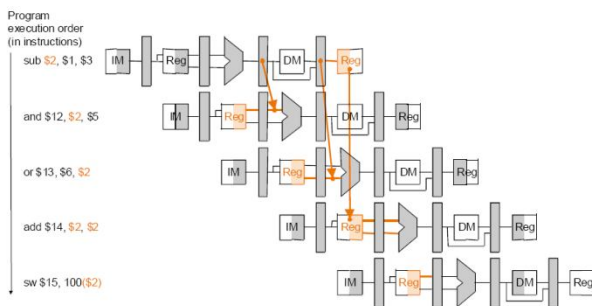 Program
execution order
(in instructions)
sub $2, $1, $3
IM
Reg
DM
Reg
and $12, $2, $5
IM
Reg
DM
Reg
or $13, $6, $2
IM
Reg
DM
Reg
add $14, $2, $2
IM
Reg
DM
Reg
sw $15, 100($2)
IM
Reg
DM
Reg